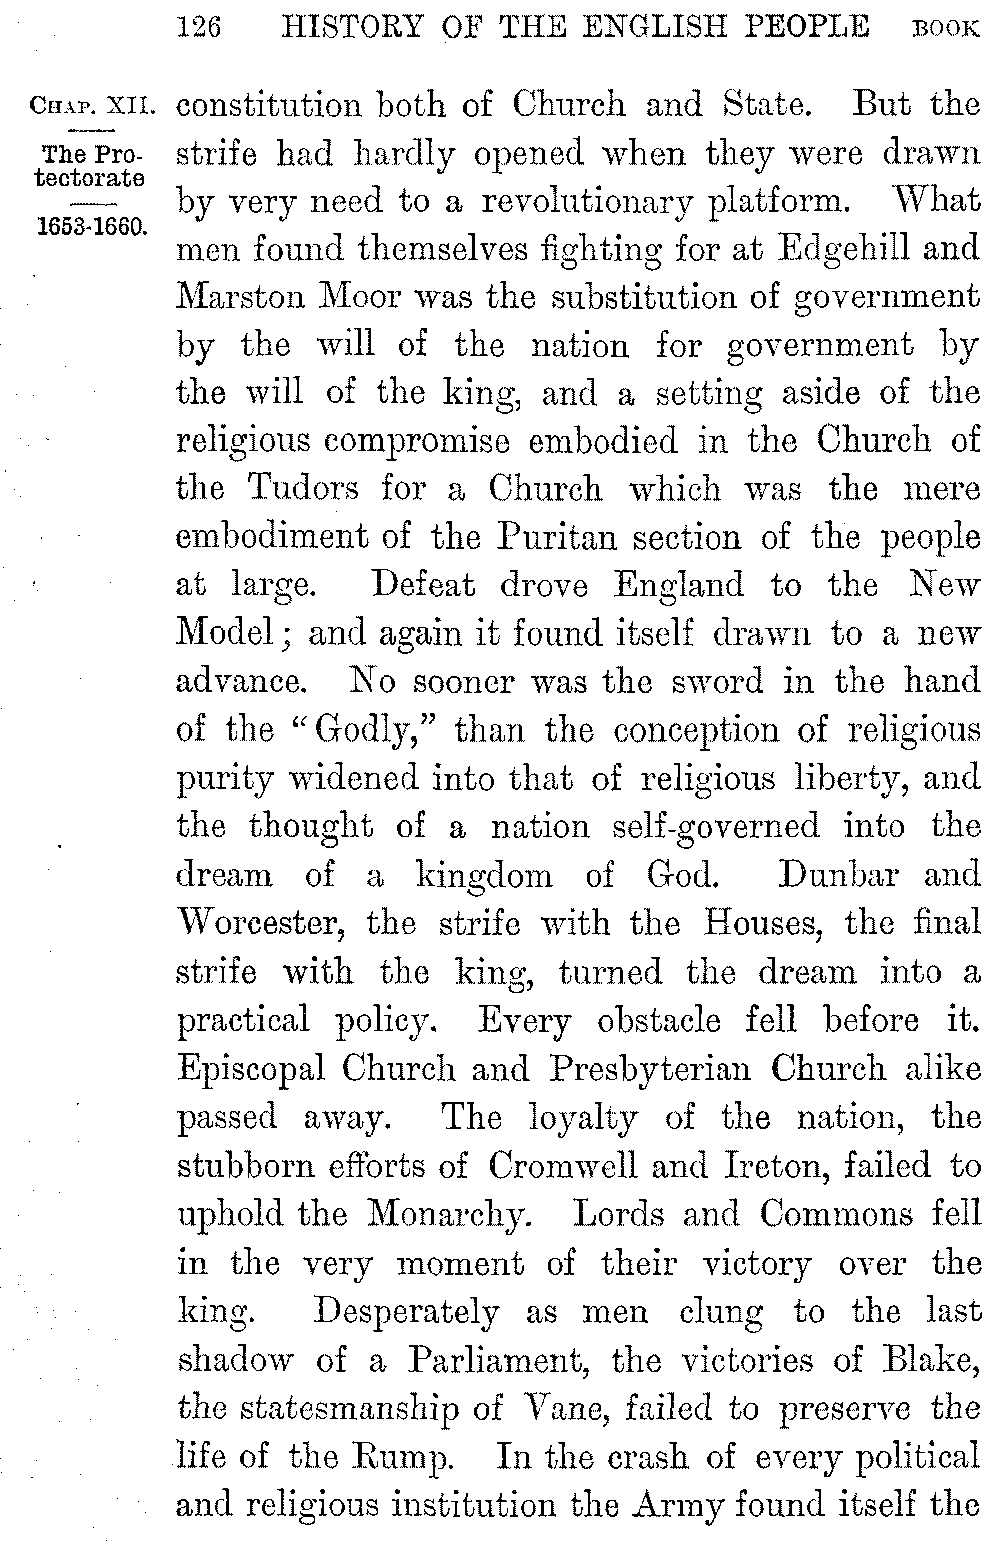 126 HISTORY OF THE ENGLISH PEOPLE BOOK
CHAP. XII.
The Pro-
tectorate
1653-1660.
constitution both of Church and State. But the
strife had hardly opened when they were drawn
by very need to a revolutionary platform. What
men found themselves fighting for at Edgehill and
Marston Moor was the substitution of government
by the will of the nation for government by
the will of the king, and a setting aside of the
religious compromise embodied in the Church of
the Tudors for a Church which was the mere
embodiment of the Puritan section of the people
at large. Defeat drove England to the New
Model; and again it found itself drawn to a new
advance. No sooner was the sword in the hand
of the "Godly," than the conception of religious
purity widened into that of religious liberty, and
the thought of a nation self-governed into the
dream of a kingdom of God. Dunbar and
Worcester, the strife with the Houses, the final
strife with the king, turned the dream into a
practical policy. Every obstacle fell before it.
Episcopal Church and Presbyterian Church alike
passed away. The loyalty of the nation, the
stubborn efforts of Cromwell and Ireton, failed to
uphold the Monarchy. Lords and Commons fell
in the very moment of their victory over the
king. Desperately as men clung to the last
shadow of a Parliament, the victories of Blake,
the statesmanship of Vane, failed to preserve the
life of the Rump. In the crash of every political
and religious institution the Army found itself the